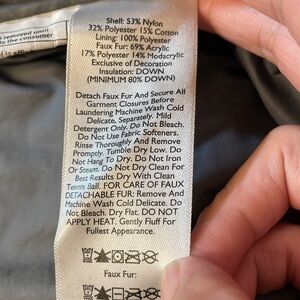 removed until
the consumer
Shell: 53% Nylon
32% Polyester 15% Cotton
Lining: 100% Polyester
Faux Fur: 69% Acrylic
17% Polyester 14% Modacrylic
Exclusive of Decoration
Insulation: DOWN
(MINIMUM 80% DOWN)
Detach Faux Fur And Secure All
Garment Closures Before
Laundering Machine Wash Cold
Delicate, Separately. Mild
Detergent Only. Do Not Bleach.
Do Not Use Fabric Softeners.
Rinse Thoroughly And Remove
Promptly. Tumble Dry Low. Do
Not Hang To Dry. Do Not Iron
Or Steam. Do Not Dry Clean For
Best Results Dry With Clean
Tennis Ball. FOR CARE OF FAUX
DETACHABLE FUR: Remove And
Machine Wash Cold Delicate. Do
Not Bleach. Dry Flat. DO NOT
APPLY HEAT. Gently Fluff For
Fullest Appearance.
Faux Fur: